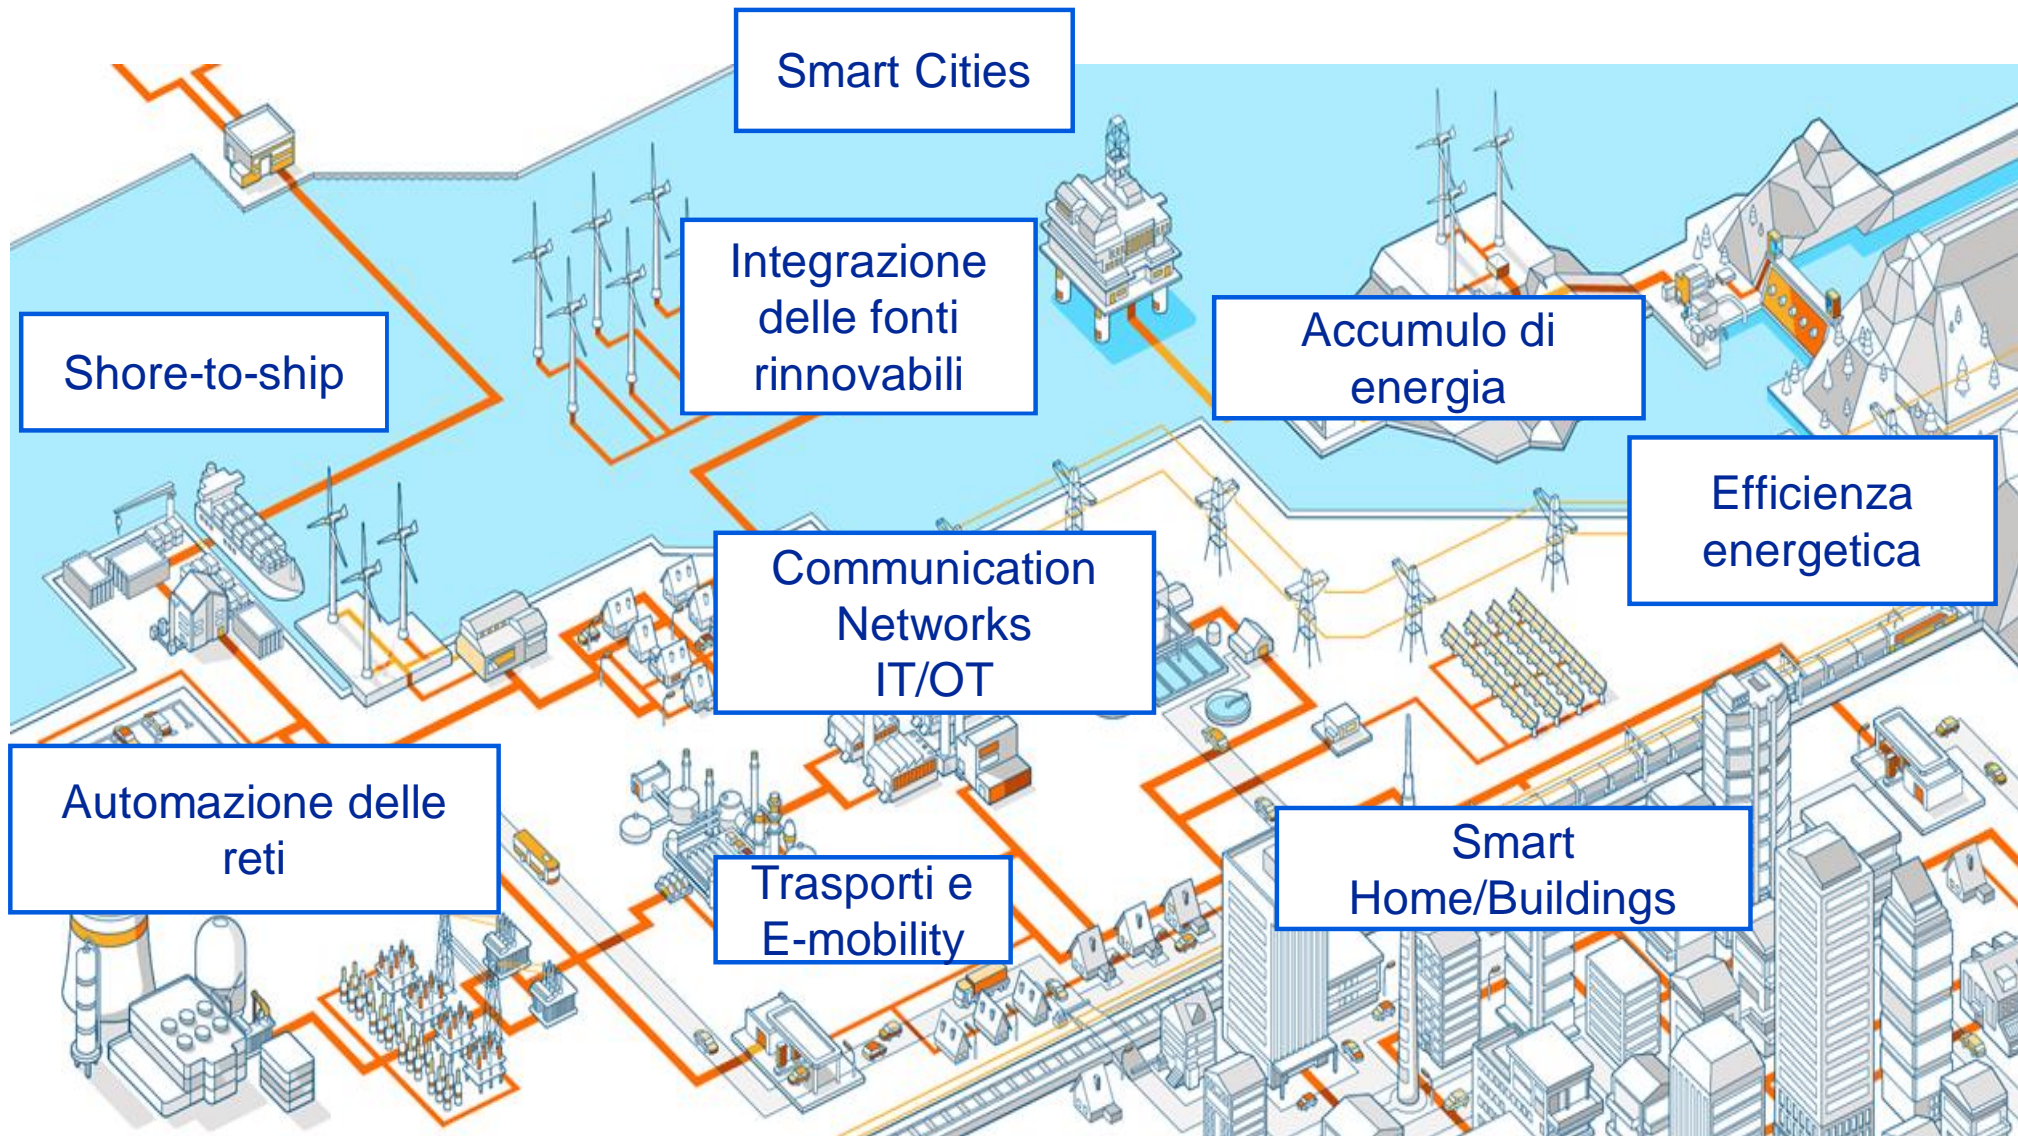 Smart Cities
Integrazione
delle fonti
rinnovabili
Shore-to-ship
Accumulo di
energia
Efficienza
energetica
Communication
Networks
IT/OT
Automazione delle
reti
Trasporti e
E-mobility
Smart
Home/Buildings